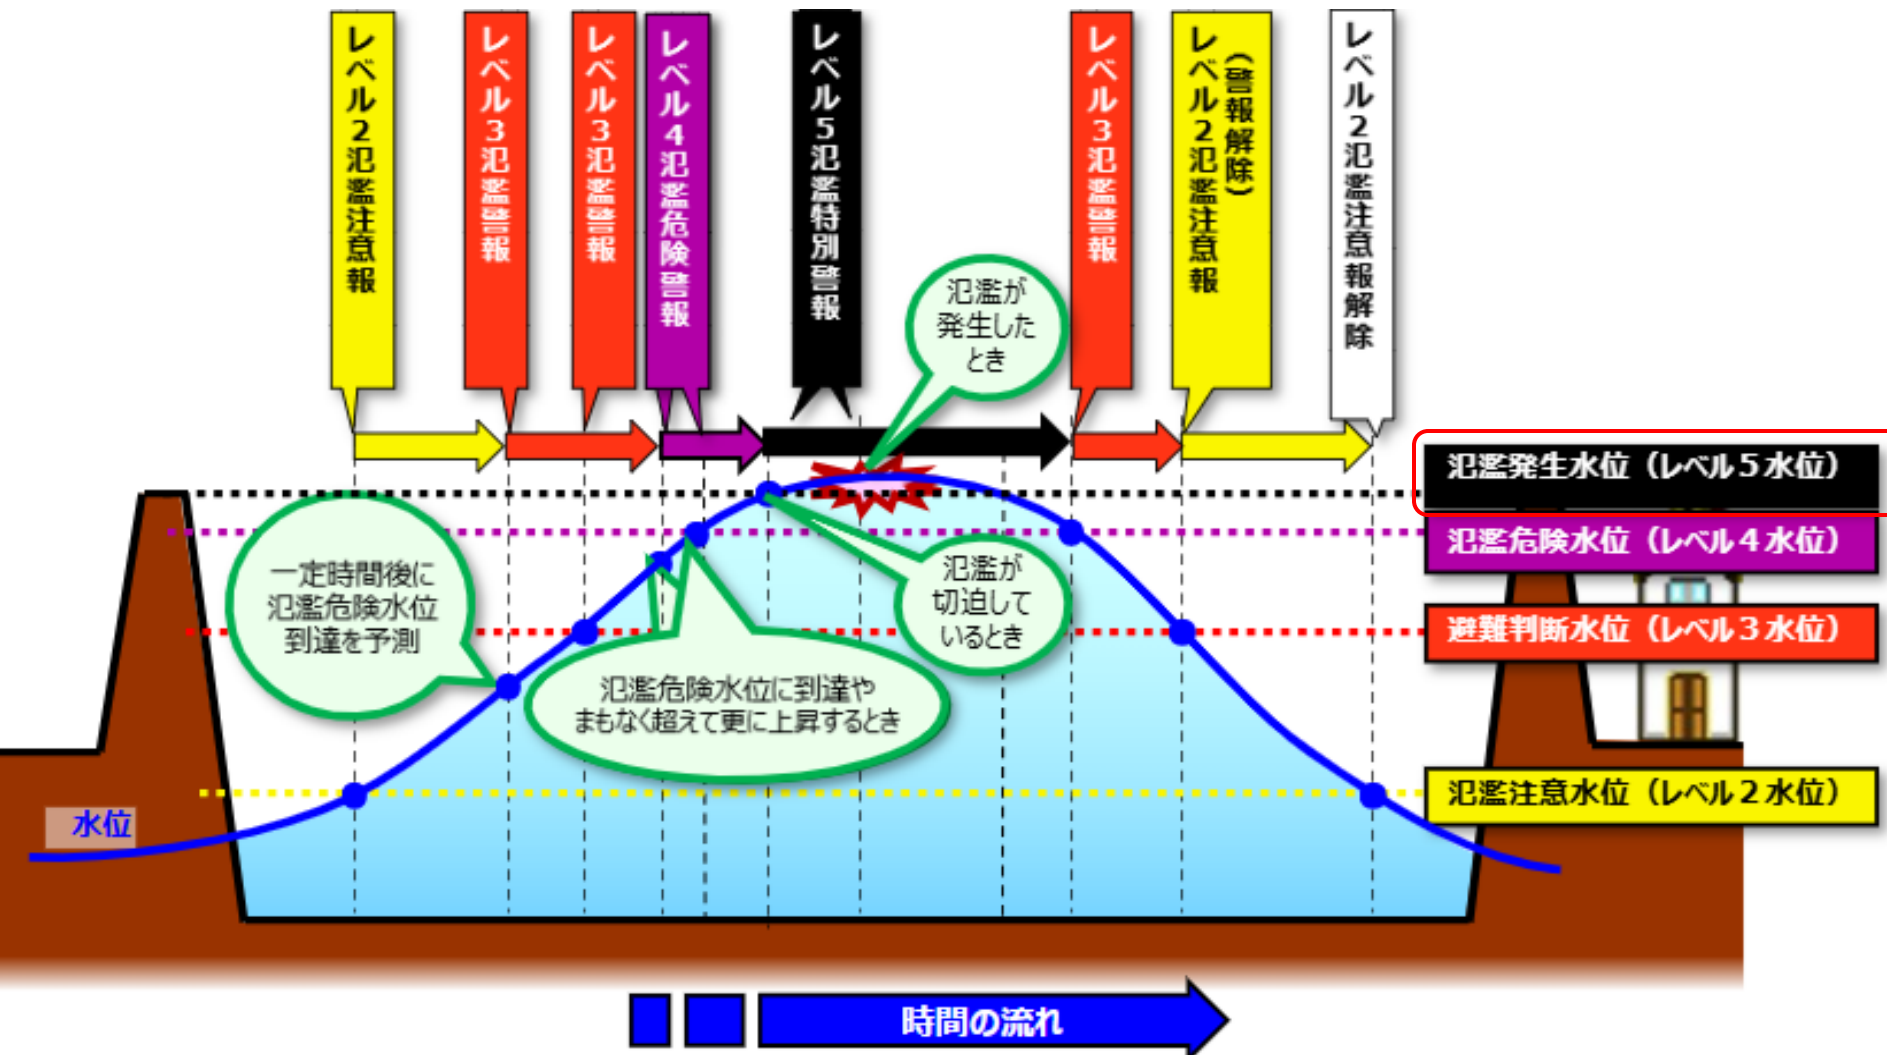 レベル2氾濫注意報
レベル3氾濫警報
レベル3氾濫警報
レベル4氾濫危険警報
レベル5氾濫特別警報
レベル3氾濫警報
(警報解除)
レベル2氾濫注意報
レベル2氾濫注意報解除
氾濫が
発生した
とき
氾濫発生水位(レベル5水位)
氾濫危険水位(レベル4水位)
避難判断水位(レベル3水位)
氾濫注意水位(レベル2水位)
一定時間後に
氾濫危険水位
到達を予測
氾濫が
切迫して
いるとき
氾濫危険水位に到達や
まもなく超えて更に上昇するとき
水位
時間の流れ